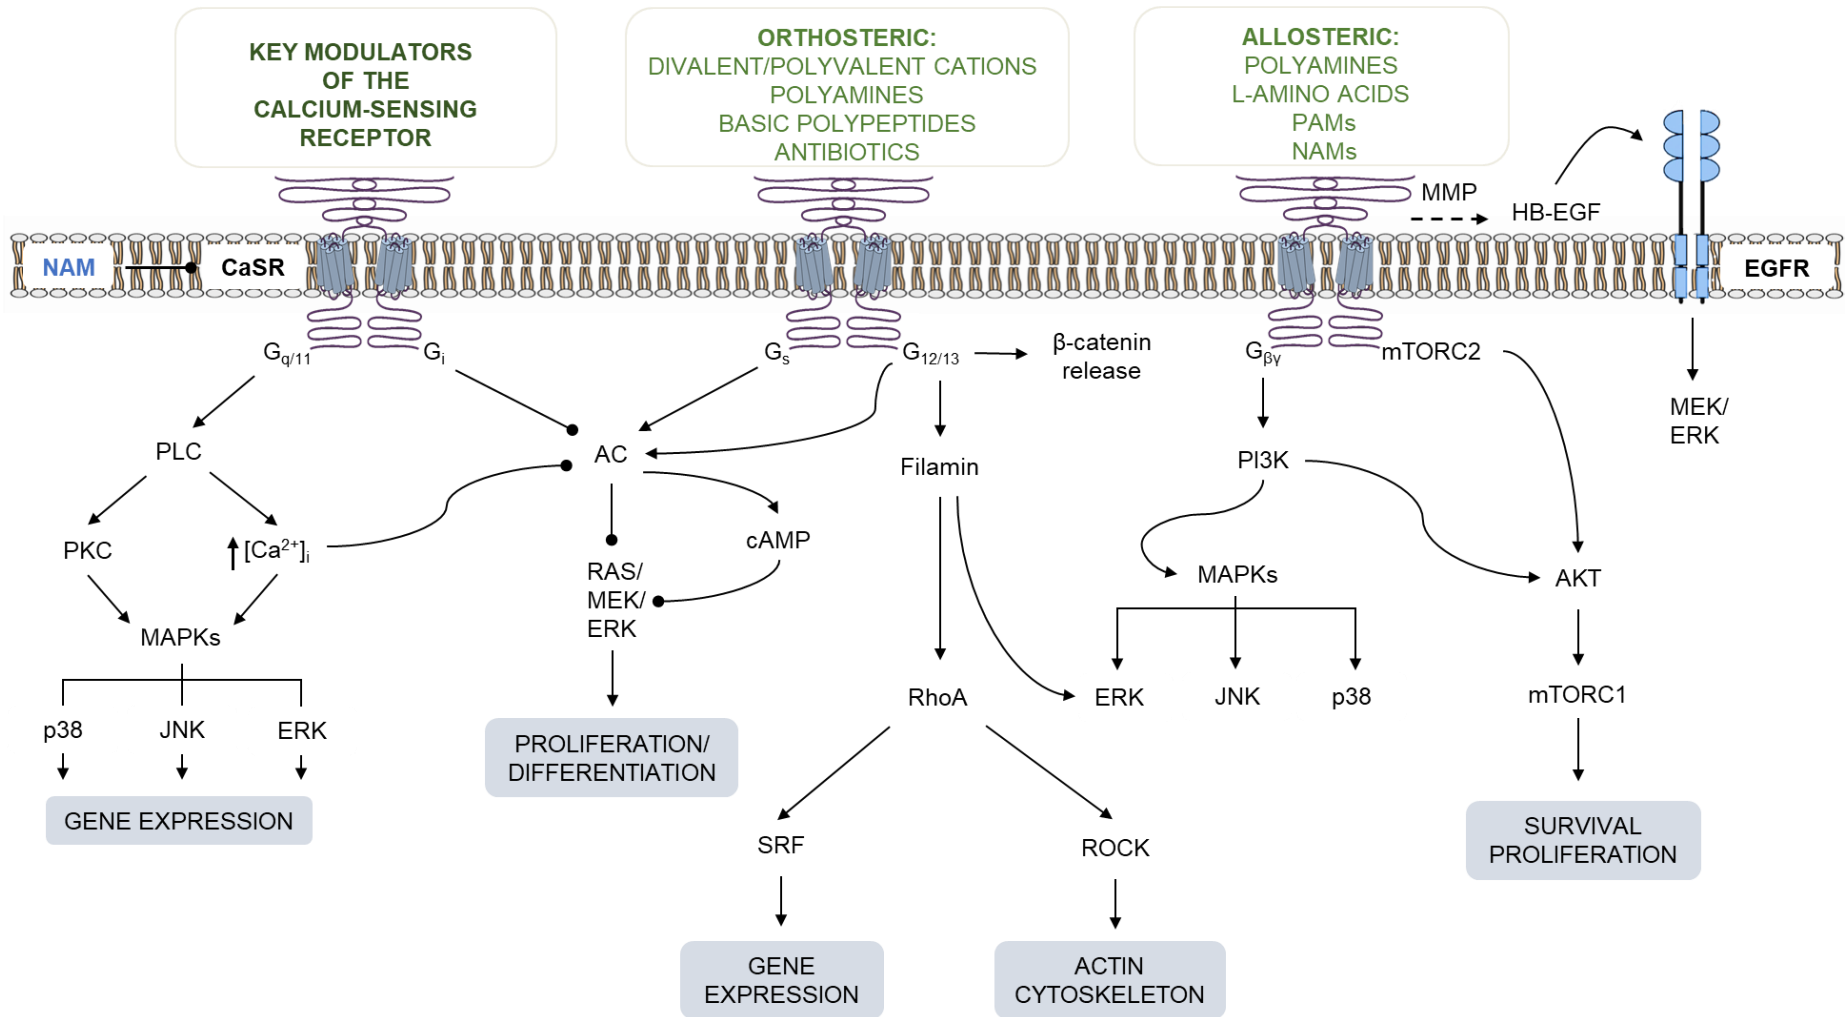 KEY MODULATORS
OF THE
CALCIUM-SENSING
RECEPTOR
ORTHOSTERIC:
DIVALENT/POLYVALENT CATIONS
POLYAMINES
BASIC POLYPEPTIDES
ANTIBIOTICS
ALLOSTERIC:
POLYAMINES
L-AMINO ACIDS
PAMs
NAMs
MMP
HB-EGF
NAM
CaSR
EGFR
Gq/11
Gi
Gs
G12/13
β-catenin
release
Gβγ
mTORC2
MEK/
ERK
PLC
AC
Filamin
PI3K
PKC
[Ca2+]i
cAMP
RAS/
MEK/
ERK
MAPKs
AKT
MAPKs
p38
JNK
ERK
RhoA
ERK
JNK
p38
mTORC1
GENE EXPRESSION
PROLIFERATION/
DIFFERENTIATION
SRF
ROCK
SURVIVAL
PROLIFERATION
GENE
EXPRESSION
ACTIN
CYTOSKELETON